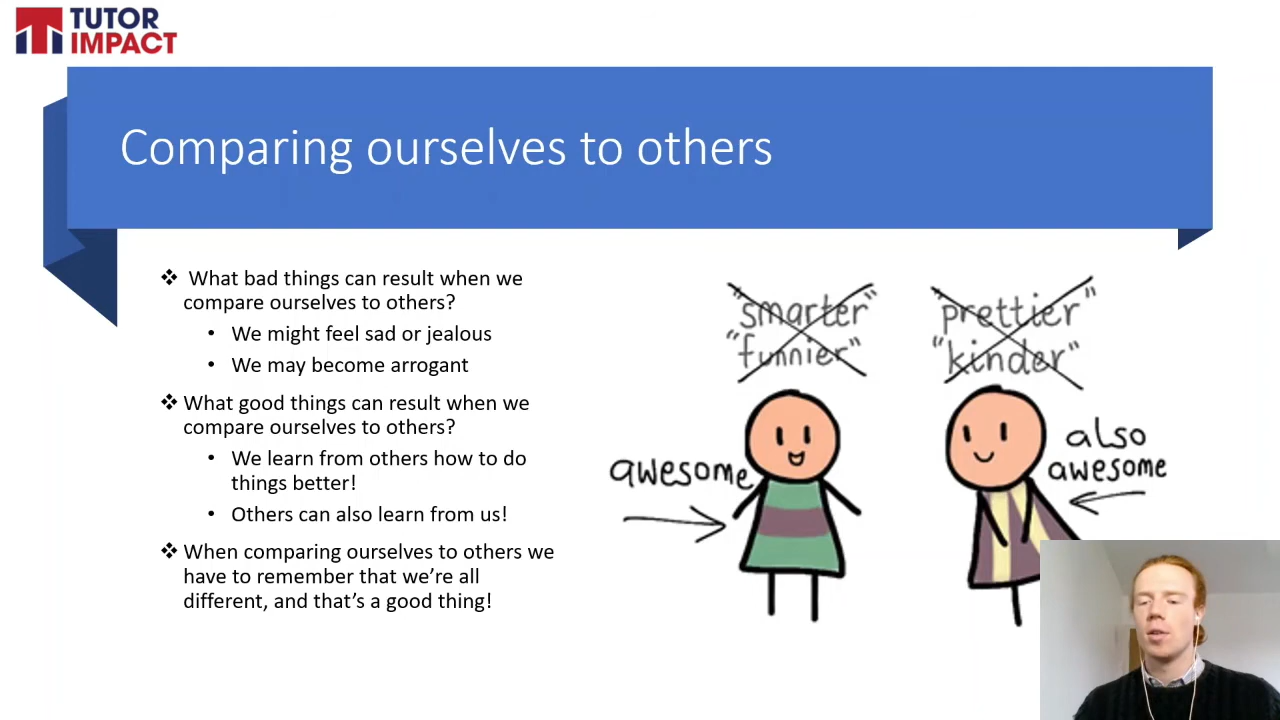 TUTOR
IMPACT
Comparing ourselves to others
❖ What bad things can result when we
compare ourselves to others?
• We might feel sad or jealous
• We may become arrogant
❖ What good things can result when we
compare ourselves to others?
• We learn from others how to do
things better!
• Others can also learn from us!
❖ When comparing ourselves to others we
have to remember that we’re all
different, and that’s a good thing!
"smarter"
"funnier"
"prettier"
"kinder"
awesome
also
awesome